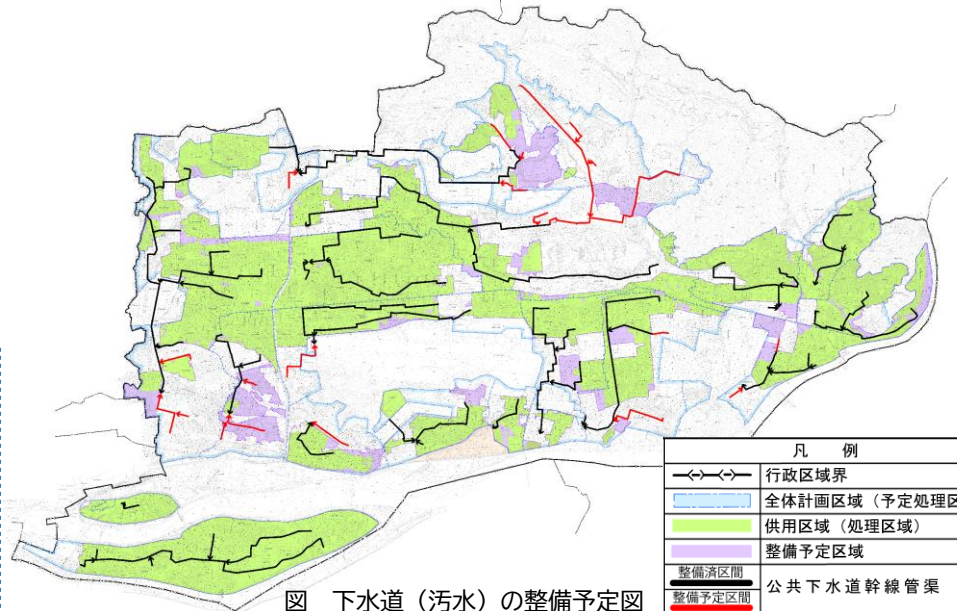 凡 例
行政区域界
全体計画区域（予定処理区
供用区域（処理区域）
整備予定区域
整備済区間
公共下水道幹線管渠
整備予定区間
図 下水道（汚水）の整備予定図